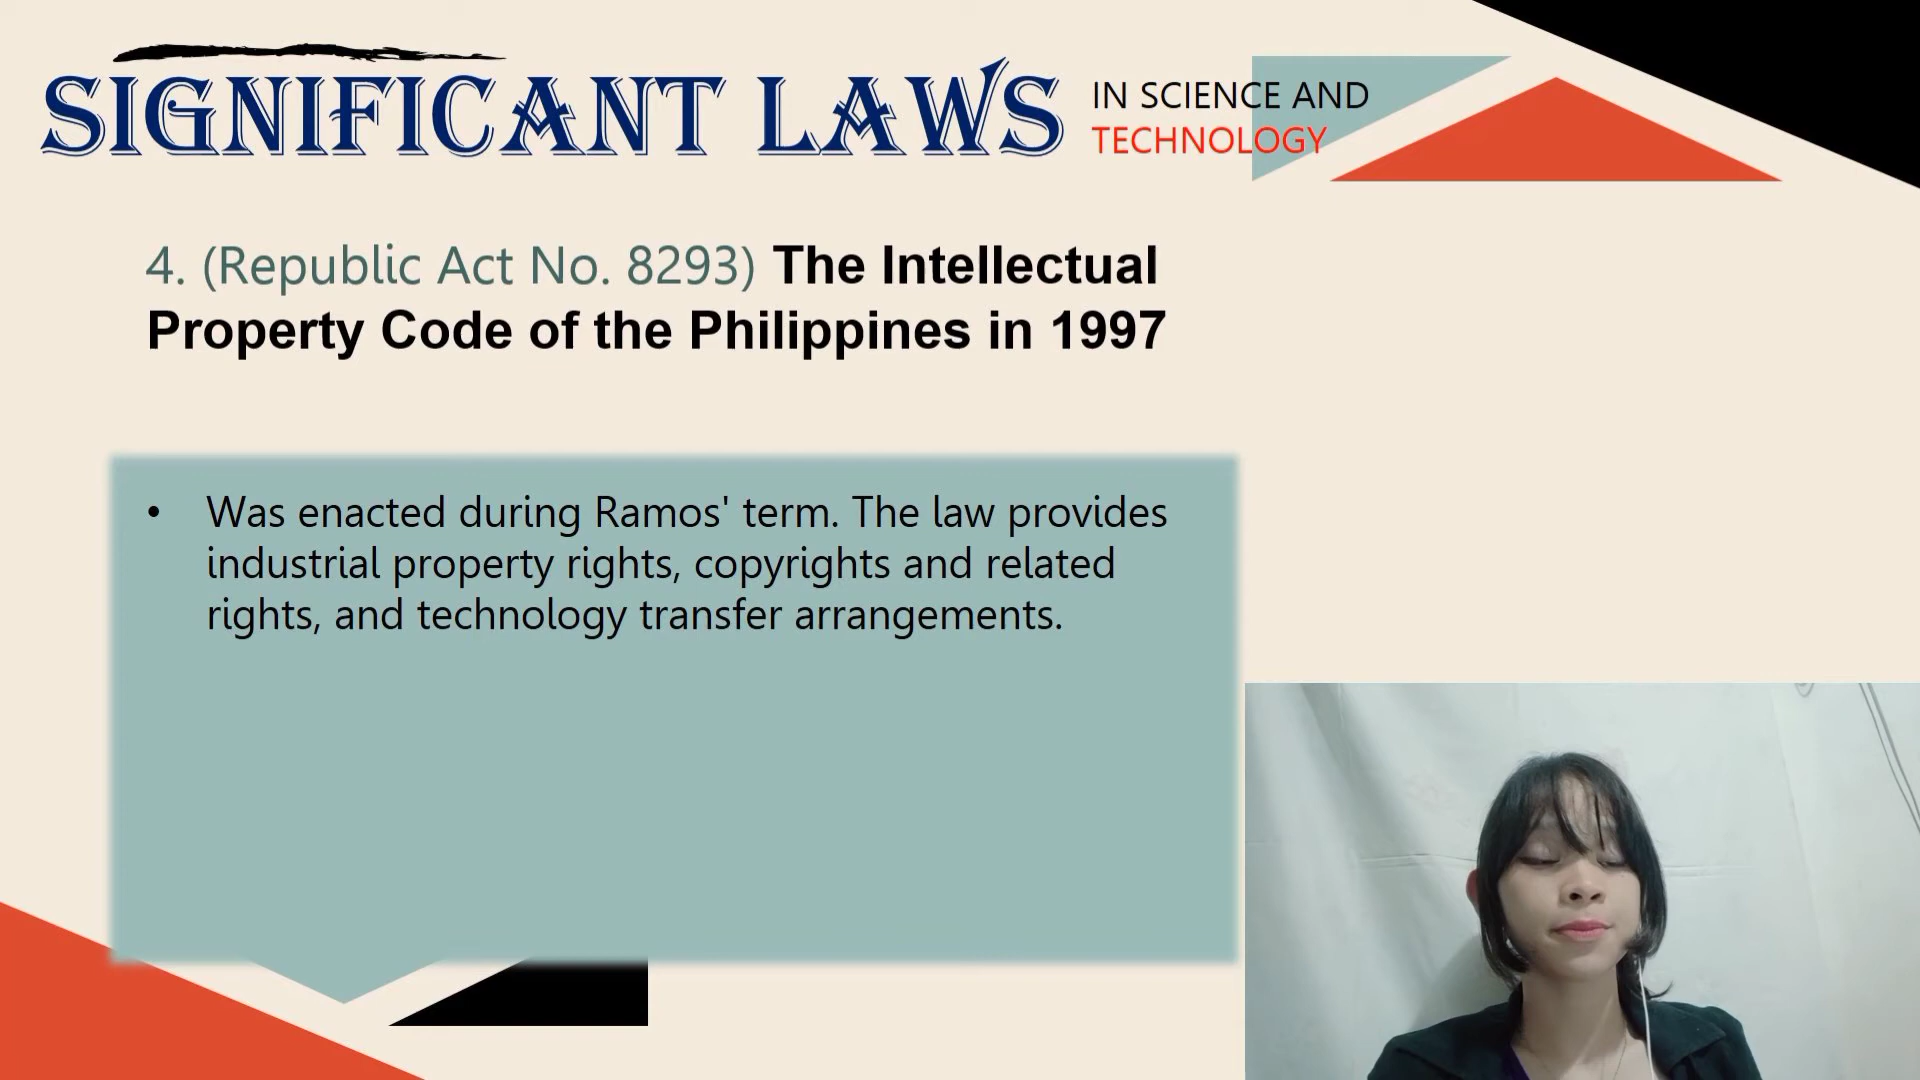 SIGNIFICANT LAWS
IN SCIENCE AND
TECHNOLOGY
4. (Republic Act No. 8293) The Intellectual
Property Code of the Philippines in 1997
• Was enacted during Ramos' term. The law provides
industrial property rights, copyrights and related
rights, and technology transfer arrangements.